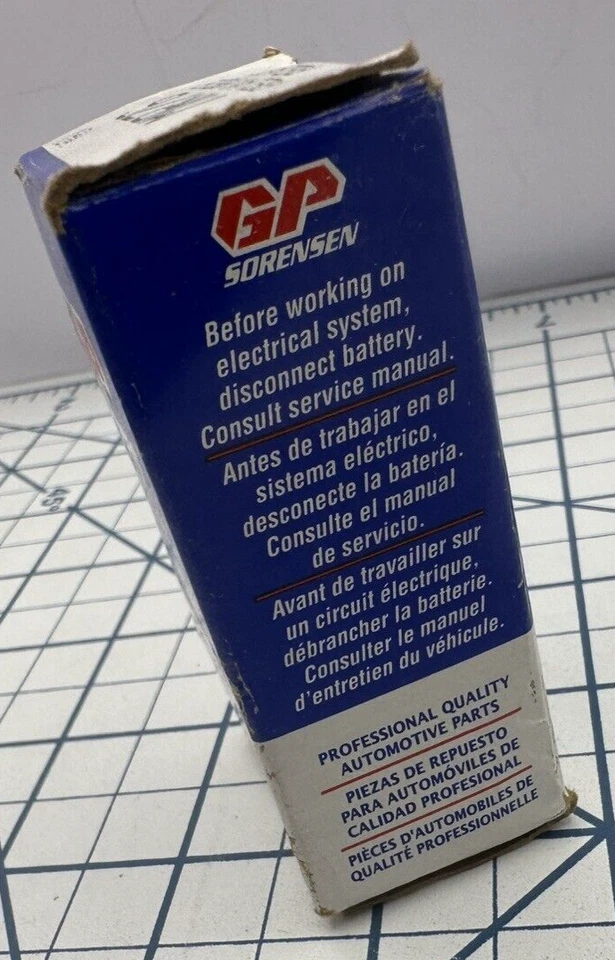 GP
SORENSEN
Before working on
electrical system,
disconnect battery.
Consult service manual.
Antes de trabajar en el
sistema eléctrico,
desconecte la batería.
Consulte el manual
de servicio.
Avant de travailler sur
un circuit électrique,
débrancher la batterie.
Consulter le manuel
d'entretien du véhicule.
PROFESSIONAL QUALITY
AUTOMOTIVE PARTS
PIEZAS DE REPUESTO
PARA AUTOMÓVILES DE
CALIDAD PROFESIONAL
PIÈCES D'AUTOMOBILES DE
QUALITÉ PROFESSIONNELLE